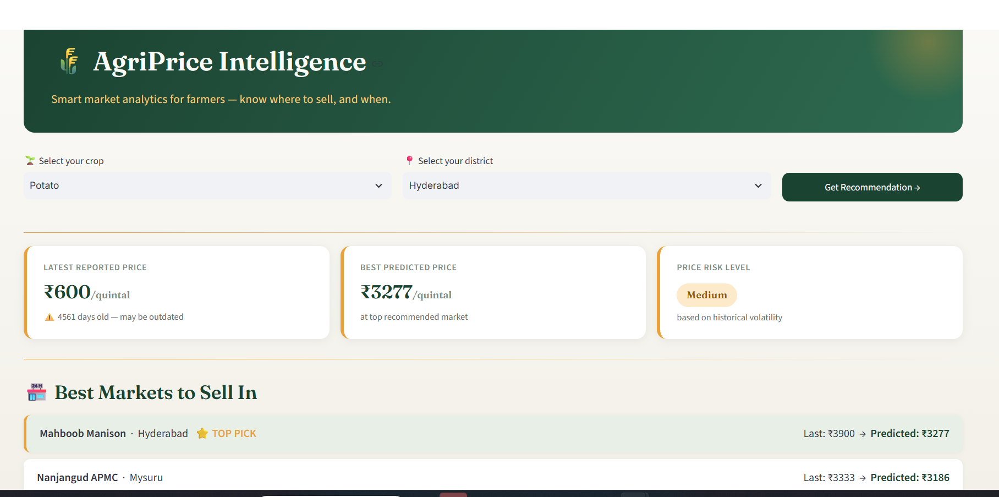 AgriPrice Intelligence
Smart market analytics for farmers — know where to sell, and when.
Select your crop
Select your district
Potato
Hyderabad
Get Recommendation →
LATEST REPORTED PRICE
₹600/quintal
4561 days old — may be outdated
BEST PREDICTED PRICE
₹3277/quintal
at top recommended market
PRICE RISK LEVEL
Medium
based on historical volatility
24 H
Best Markets to Sell In
Mahboob Manison · Hyderabad TOP PICK
Last: ₹3900 → Predicted: ₹3277
Nanjangud APMC · Mysuru
Last: ₹3333 → Predicted: ₹3186